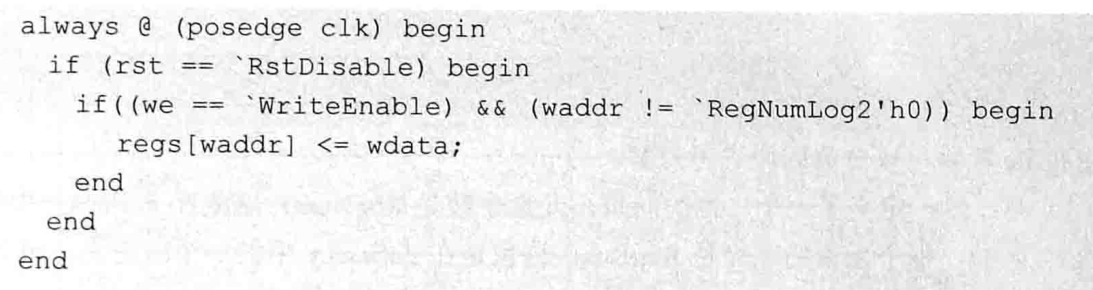 always @ (posedge clk) begin
if (rst == `RstDisable) begin
if((we == `WriteEnable) && (waddr != `RegNumLog2'h0)) begin
regs[waddr] <= wdata;
end
end
end